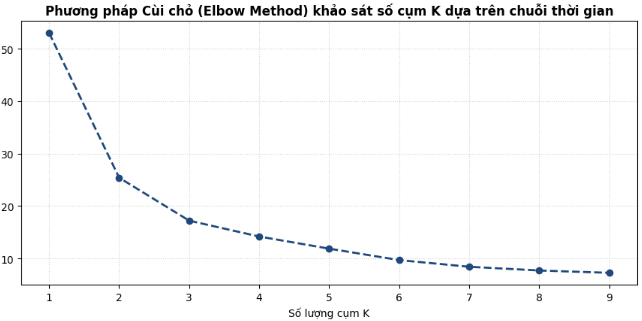 Phương pháp Cùi chỏ (Elbow Method) khảo sát số cụm K dựa trên chuỗi thời gian
50
40
30
20
10
1 2 3 4 5 6 7 8 9
Số lượng cụm K